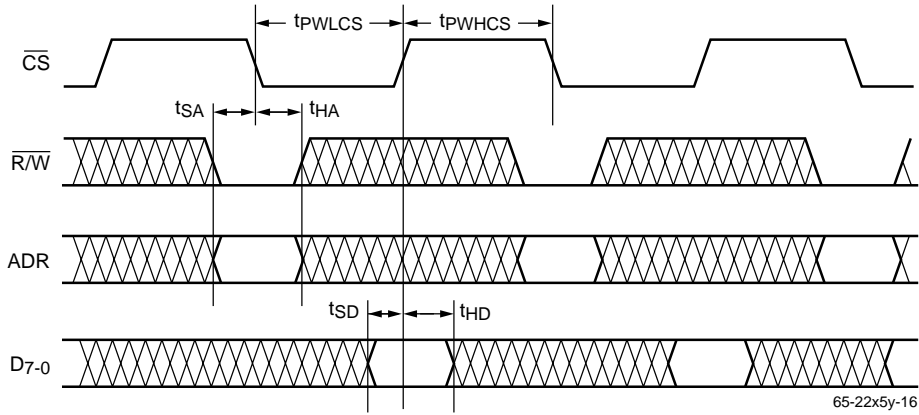 tPWLCS tPWHCS
CS
tSA tHA
R/W
ADR
tSD tHD
D7-0
65-22x5y-16